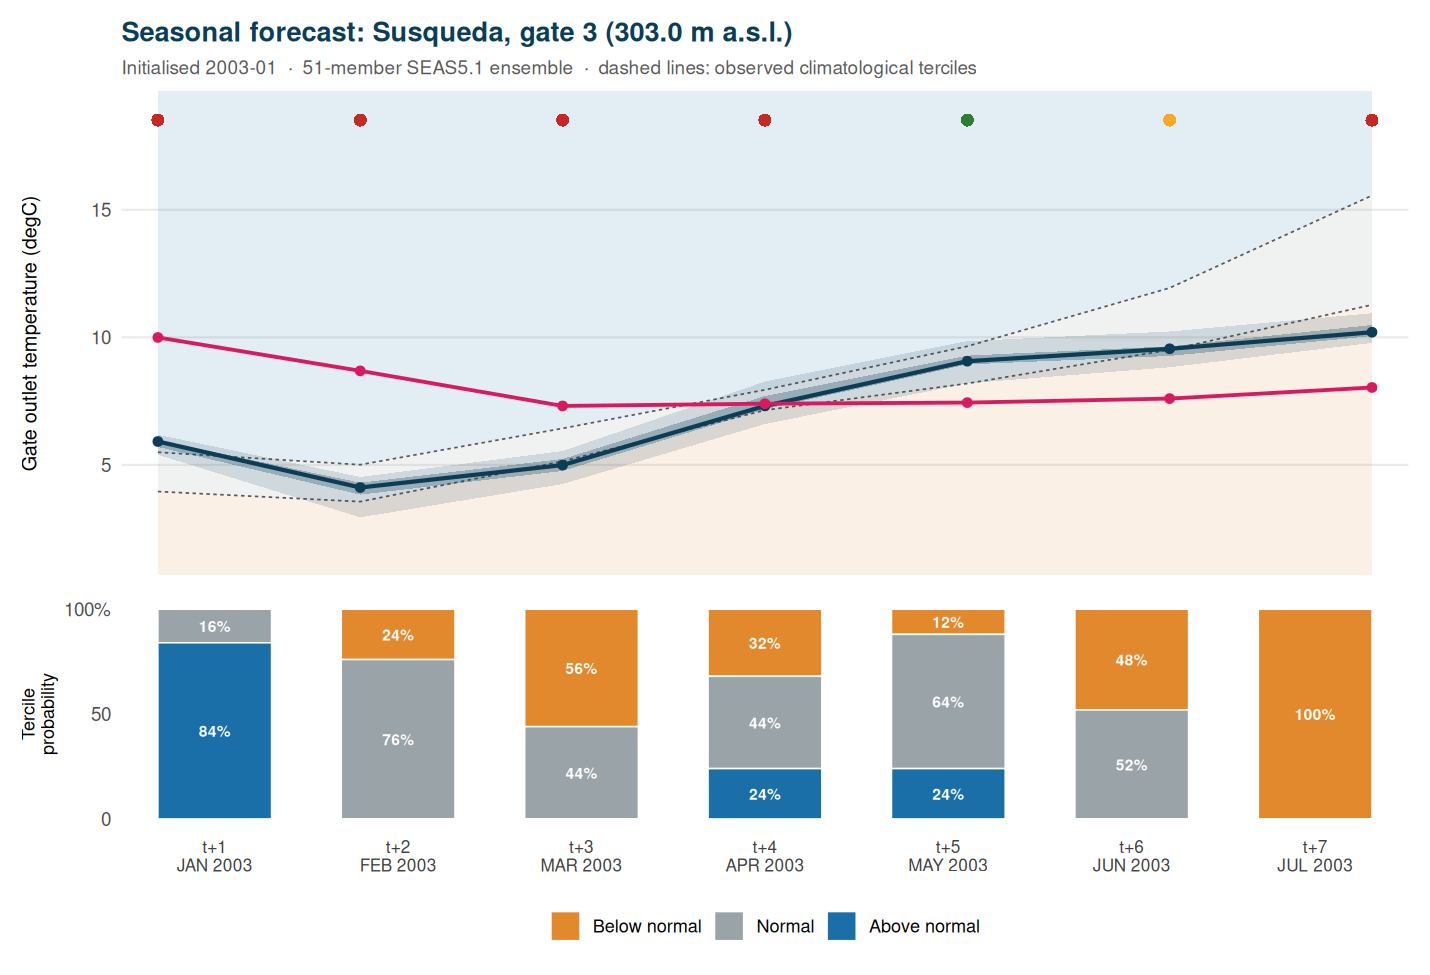 Seasonal forecast: Susqueda, gate 3 (303.0 m a.s.l.)
Initialised 2003-01 · 51-member SEAS5.1 ensemble · dashed lines: observed climatological terciles
Gate outlet temperature (degC)
15
10
5
Tercile
probability
100%
50
0
16%
84%
24%
76%
56%
44%
32%
44%
24%
12%
64%
24%
48%
52%
100%
t+1
JAN 2003
t+2
FEB 2003
t+3
MAR 2003
t+4
APR 2003
t+5
MAY 2003
t+6
JUN 2003
t+7
JUL 2003
Below normal
Normal
Above normal